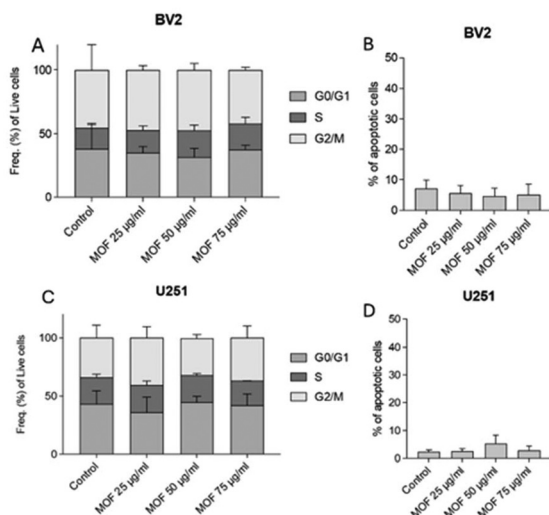 BV2
A
Freq. (%) of Live cells
100
50
0
Control
MOF 25 µg/ml
MOF 50 µg/ml
MOF 75 µg/ml
G0/G1
S
G2/M
B
BV2
% of apoptotic cells
50
40
30
20
10
0
Control
MOF 25 µg/ml
MOF 50 µg/ml
MOF 75 µg/ml
C
U251
Freq. (%) of Live cells
100
50
0
Control
MOF 25 µg/ml
MOF 50 µg/ml
MOF 75 µg/ml
G0/G1
S
G2/M
D
U251
% of apoptotic cells
50
40
30
20
10
0
Control
MOF 25 µg/ml
MOF 50 µg/ml
MOF 75 µg/ml